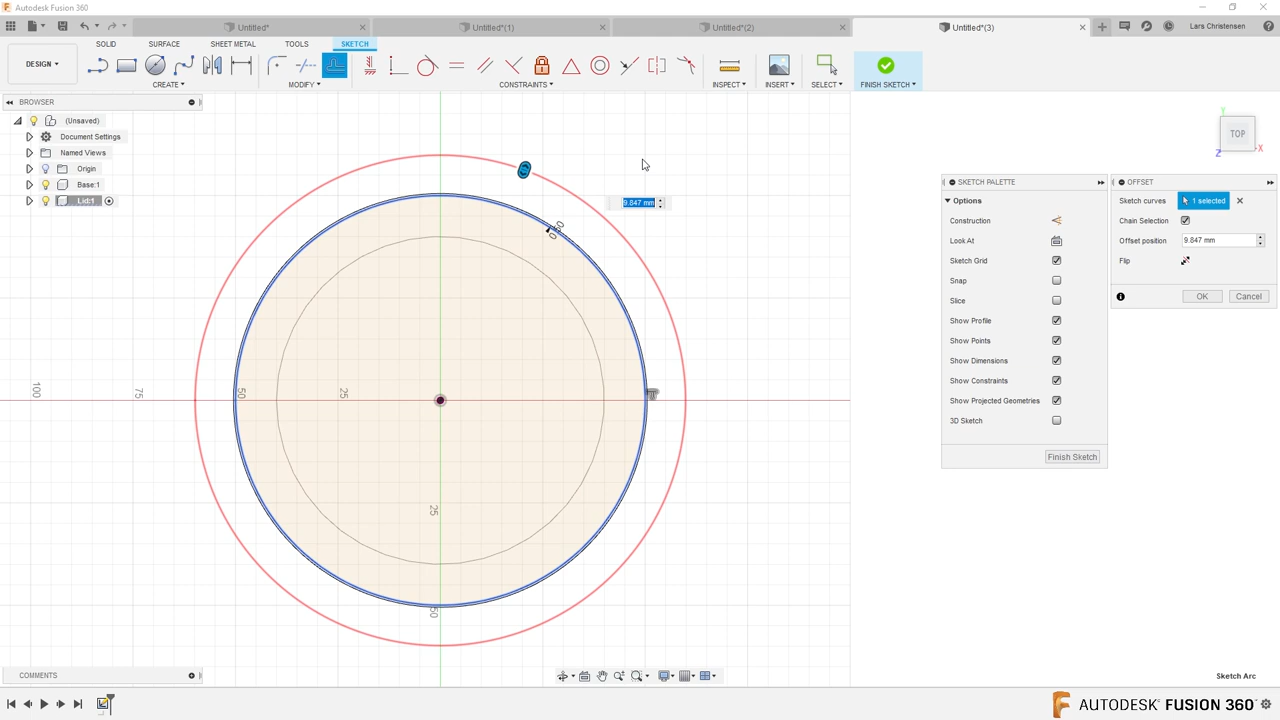 Autodesk Fusion 360
Untitled*
Untitled*(1)
Untitled*(2)
Untitled*(3)
Lars Christensen
DESIGN
SOLID
SURFACE
SHEET METAL
TOOLS
SKETCH
CREATE
MODIFY
CONSTRAINTS
INSPECT
INSERT
SELECT
FINISH SKETCH
BROWSER
(Unsaved)
Document Settings
Named Views
Origin
Base:1
Lid:1
9.847 mm
100
75
50
25
25
50
TOP
Y
X
Z
SKETCH PALETTE
Options
Construction
Look At
Sketch Grid
Snap
Slice
Show Profile
Show Points
Show Dimensions
Show Constraints
Show Projected Geometries
3D Sketch
Finish Sketch
OFFSET
Sketch curves
1 selected
Chain Selection
Offset position
9.847 mm
Flip
OK
Cancel
COMMENTS
Sketch Arc
AUTODESK FUSION 360°